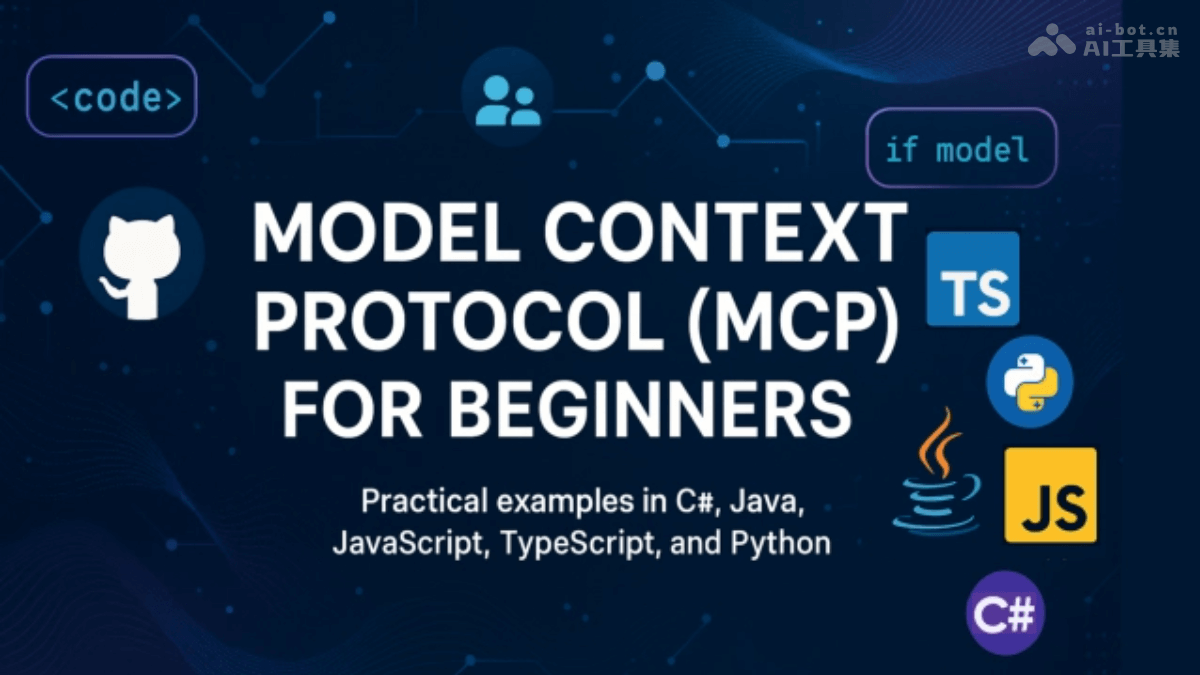 ai-bot.cn
AI工具集
<code>
if model
MODEL CONTEXT
PROTOCOL (MCP)
FOR BEGINNERS
TS
Practical examples in C#, Java,
JavaScript, TypeScript, and Python
JS
C#